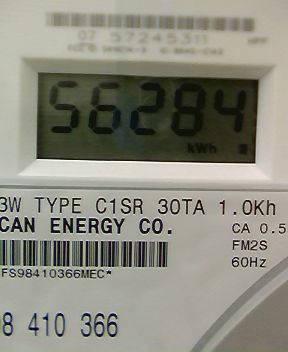 07 57245311
56284
kWh
3W TYPE C1SR 30TA 1.0Kh
CAN ENERGY CO.
CA 0.5
FM2S
60Hz
FS98410366MEC*
98 410 366